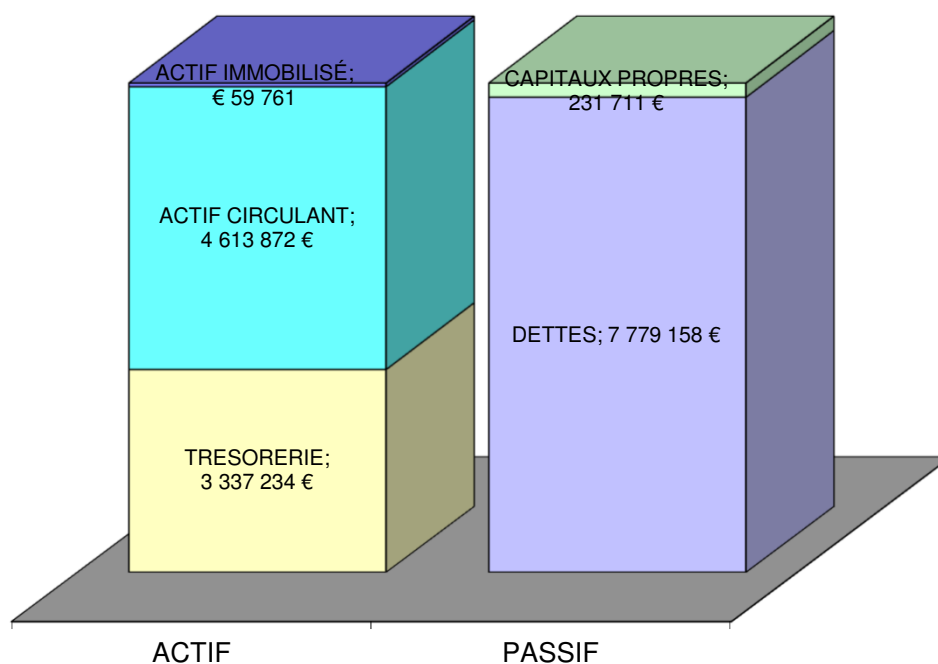 ACTIF IMMOBILISÉ;
€ 59 761
ACTIF CIRCULANT;
4 613 872 €
TRESORERIE;
3 337 234 €
CAPITAUX PROPRES;
231 711 €
DETTES; 7 779 158 €
ACTIF
PASSIF